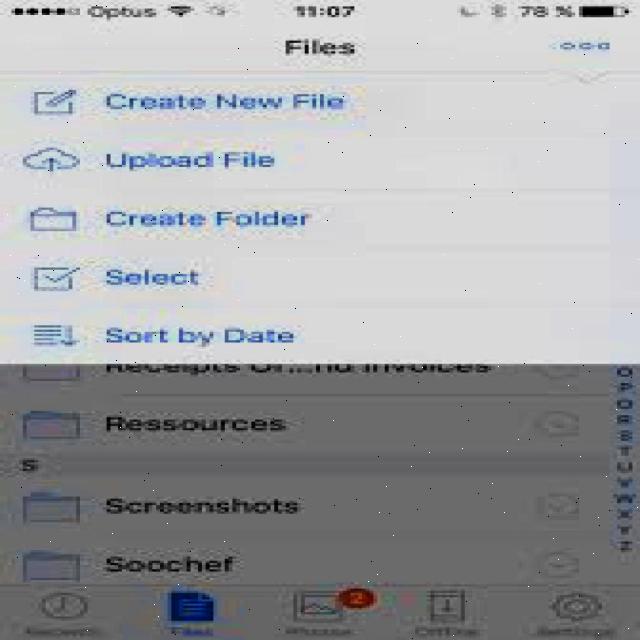 Optus 11:07 78 %
Files
Create New File
Upload File
Create Folder
Select
Sort by Date
Receipts Or...nd Invoices
Ressources
S
Screenshots
Soochef
2
Recents Files Photos Offline Settings